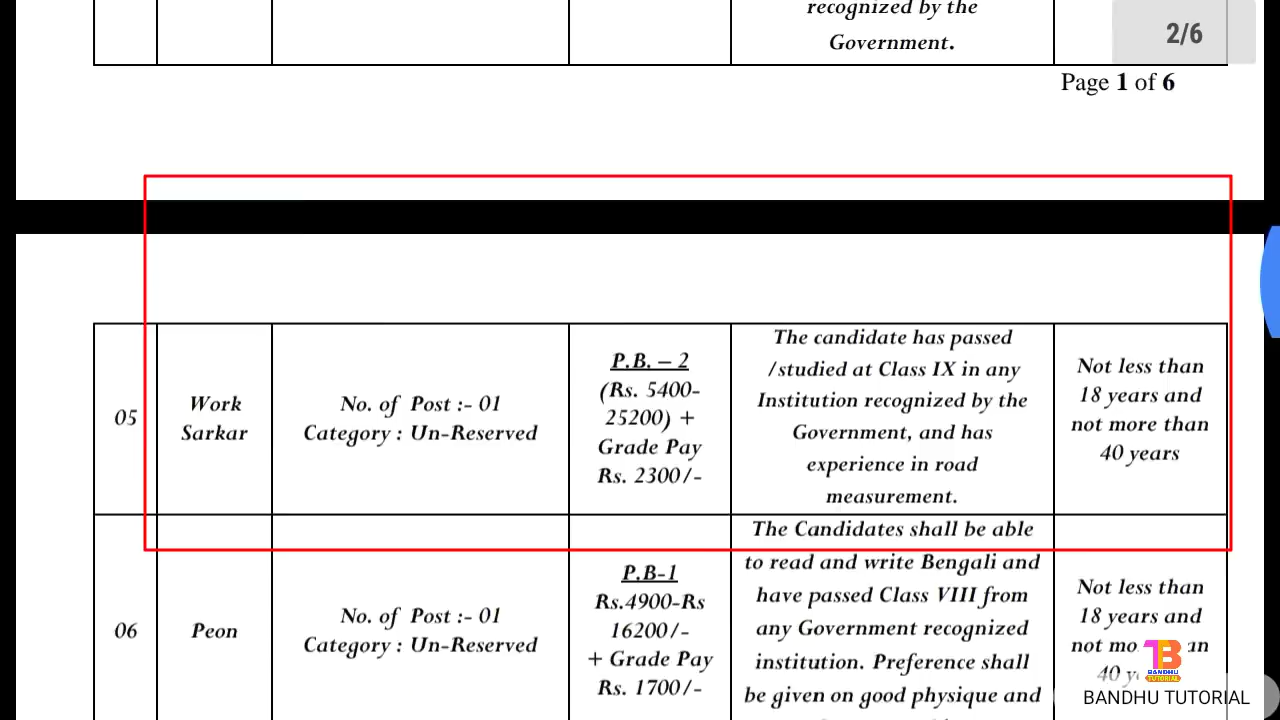 recognized by the
Government.
2/6
Page 1 of 6
05
Work
Sarkar
No. of Post :- 01
Category : Un-Reserved
P.B. – 2
(Rs. 5400-
25200) +
Grade Pay
Rs. 2300/-
The candidate has passed
/studied at Class IX in any
Institution recognized by the
Government, and has
experience in road
measurement.
Not less than
18 years and
not more than
40 years
06
Peon
No. of Post :- 01
Category : Un-Reserved
P.B-1
Rs.4900-Rs
16200/-
+ Grade Pay
Rs. 1700/-
The Candidates shall be able
to read and write Bengali and
have passed Class VIII from
any Government recognized
institution. Preference shall
be given on good physique and
Not less than
18 years and
not
40
BANDHU
TUTORIAL
BANDHU TUTORIAL